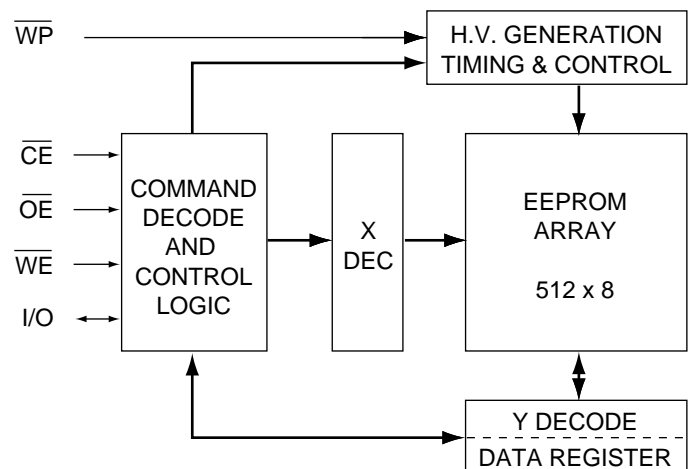 WP
H.V. GENERATION
TIMING & CONTROL
CE
OE
WE
I/O
COMMAND
DECODE
AND
CONTROL
LOGIC
X
DEC
EEPROM
ARRAY
512 x 8
Y DECODE
DATA REGISTER